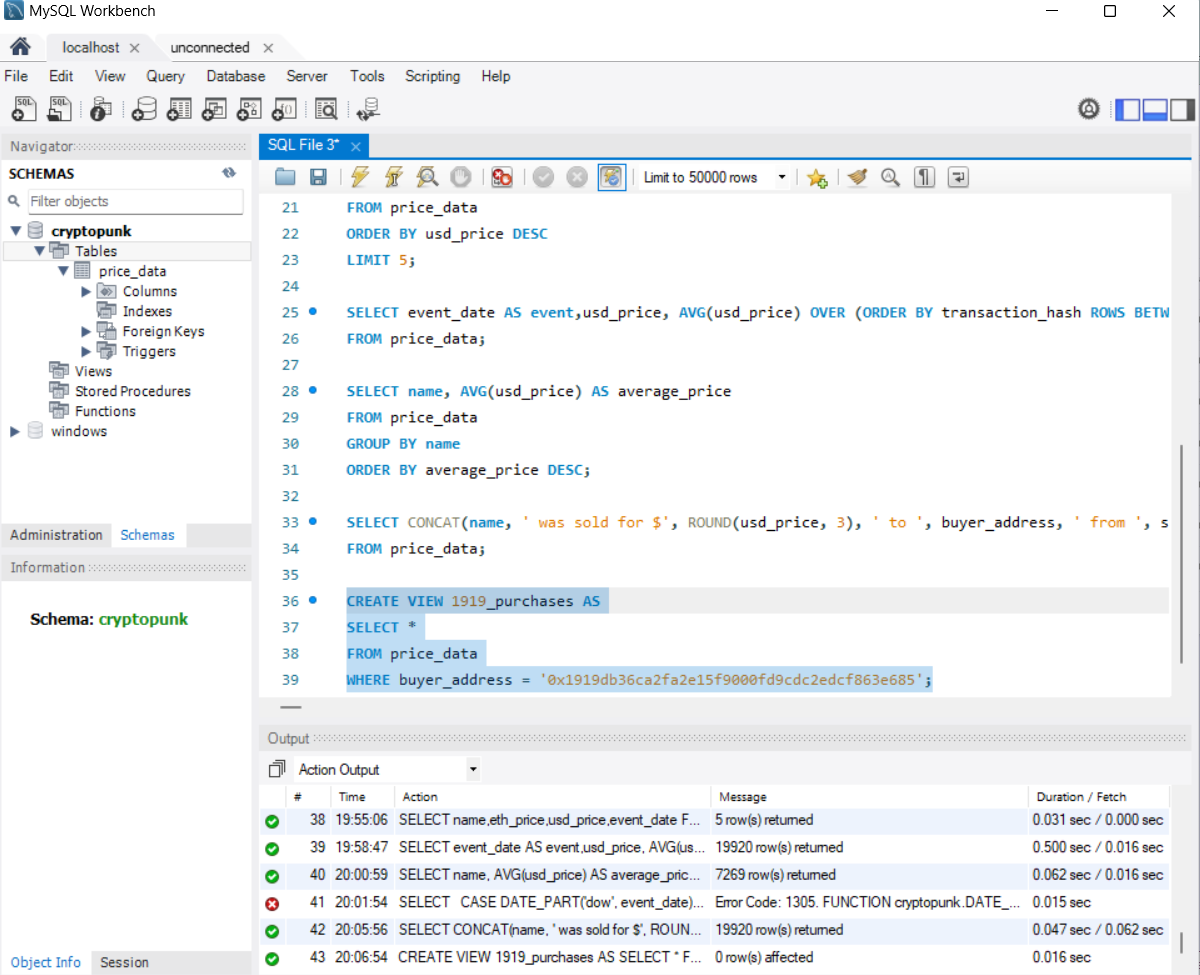 MySQL Workbench
localhost
unconnected
File Edit View Query Database Server Tools Scripting Help
Navigator
SCHEMAS
Filter objects
cryptopunk
Tables
price_data
Columns
Indexes
Foreign Keys
Triggers
Views
Stored Procedures
Functions
windows
Administration Schemas
Information
Schema: cryptopunk
Object Info Session
SQL File 3*
Limit to 50000 rows
21 FROM price_data
22 ORDER BY usd_price DESC
23 LIMIT 5;
24
25 SELECT event_date AS event,usd_price, AVG(usd_price) OVER (ORDER BY transaction_hash ROWS BETW
26 FROM price_data;
27
28 SELECT name, AVG(usd_price) AS average_price
29 FROM price_data
30 GROUP BY name
31 ORDER BY average_price DESC;
32
33 SELECT CONCAT(name, ' was sold for $', ROUND(usd_price, 3), ' to ', buyer_address, ' from ', s
34 FROM price_data;
35
36 CREATE VIEW 1919_purchases AS
37 SELECT *
38 FROM price_data
39 WHERE buyer_address = '0x1919db36ca2fa2e15f9000fd9cdc2edcf863e685';
Output
Action Output
# Time Action Message Duration / Fetch
38 19:55:06 SELECT name,eth_price,usd_price,event_date F... 5 row(s) returned 0.031 sec / 0.000 sec
39 19:58:47 SELECT event_date AS event,usd_price, AVG(us... 19920 row(s) returned 0.500 sec / 0.016 sec
40 20:00:59 SELECT name, AVG(usd_price) AS average_pric... 7269 row(s) returned 0.062 sec / 0.016 sec
41 20:01:54 SELECT CASE DATE_PART('dow', event_date)... Error Code: 1305. FUNCTION cryptopunk.DATE_... 0.015 sec
42 20:05:56 SELECT CONCAT(name, ' was sold for $', ROUN... 19920 row(s) returned 0.047 sec / 0.062 sec
43 20:06:54 CREATE VIEW 1919_purchases AS SELECT * F... 0 row(s) affected 0.016 sec